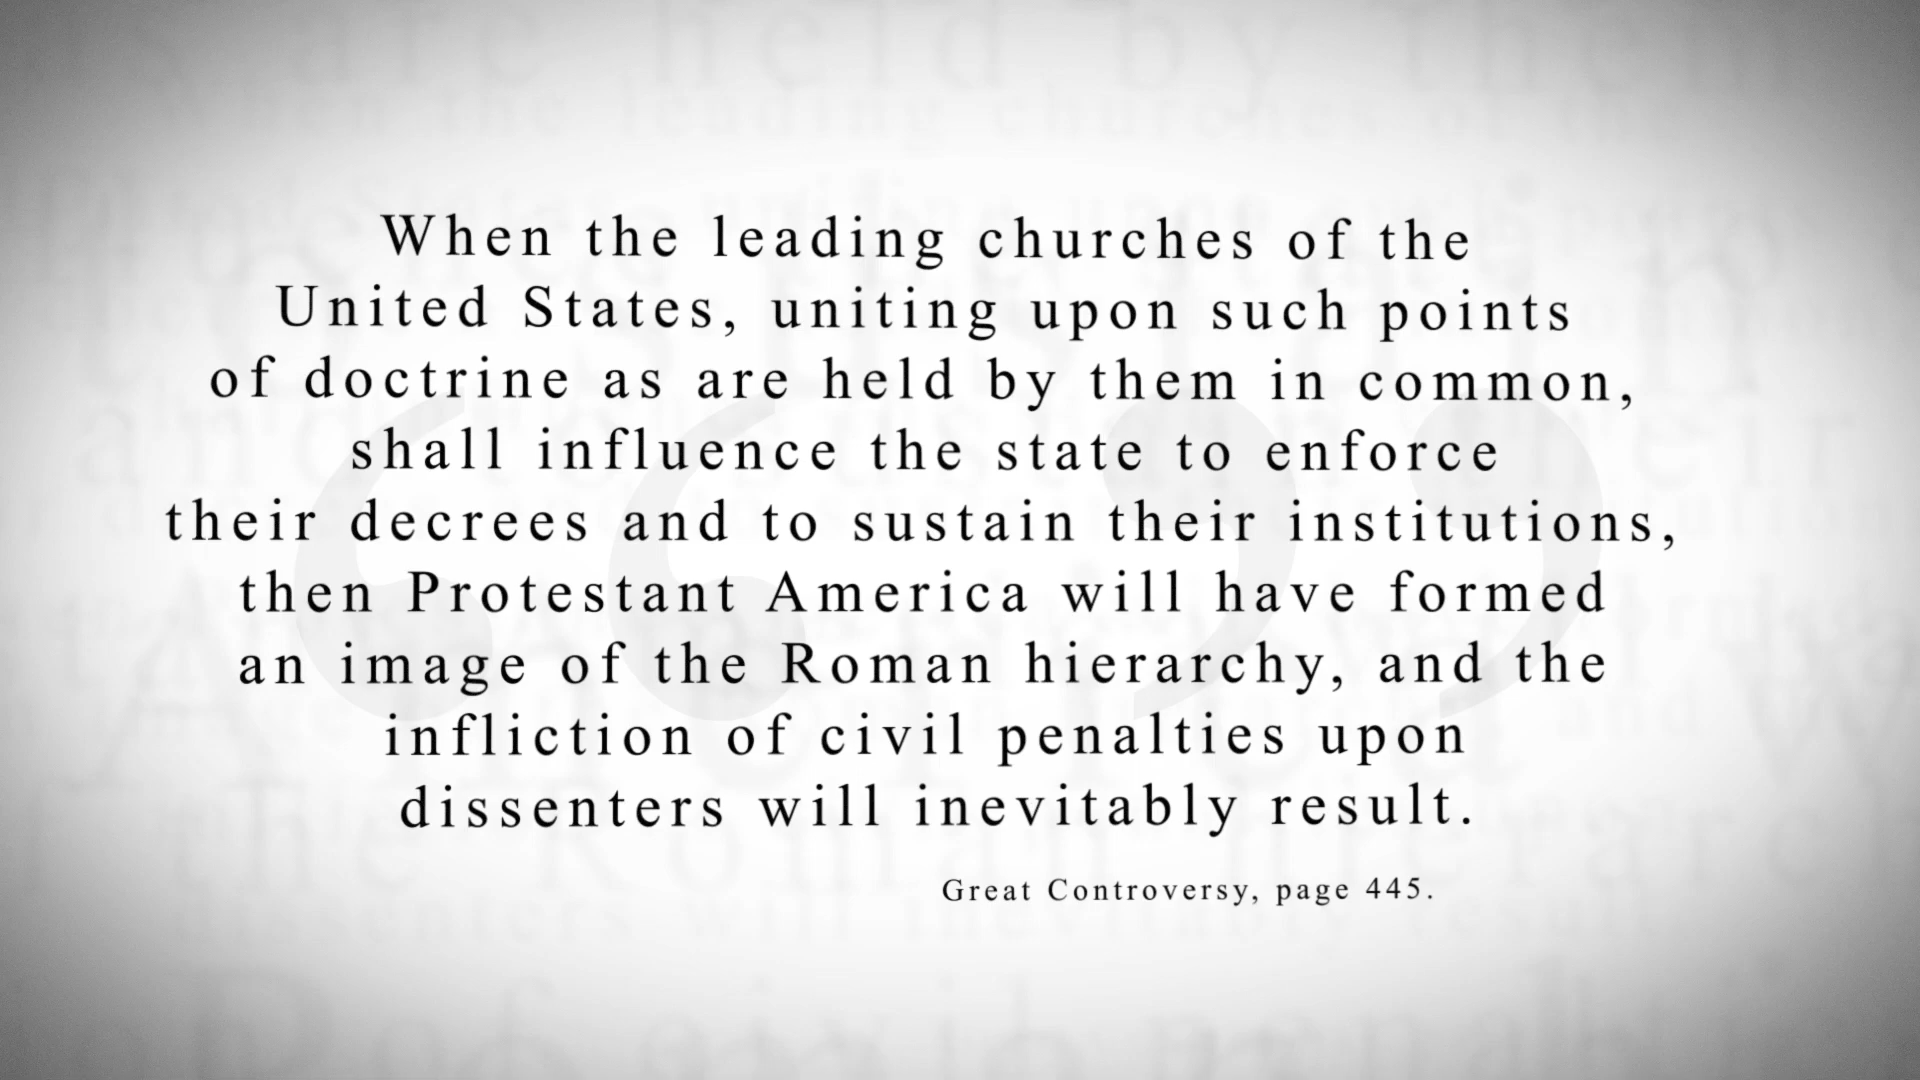 When the leading churches of the
United States, uniting upon such points
of doctrine as are held by them in common,
shall influence the state to enforce
their decrees and to sustain their institutions,
then Protestant America will have formed
an image of the Roman hierarchy, and the
infliction of civil penalties upon
dissenters will inevitably result.
Great Controversy, page 445.